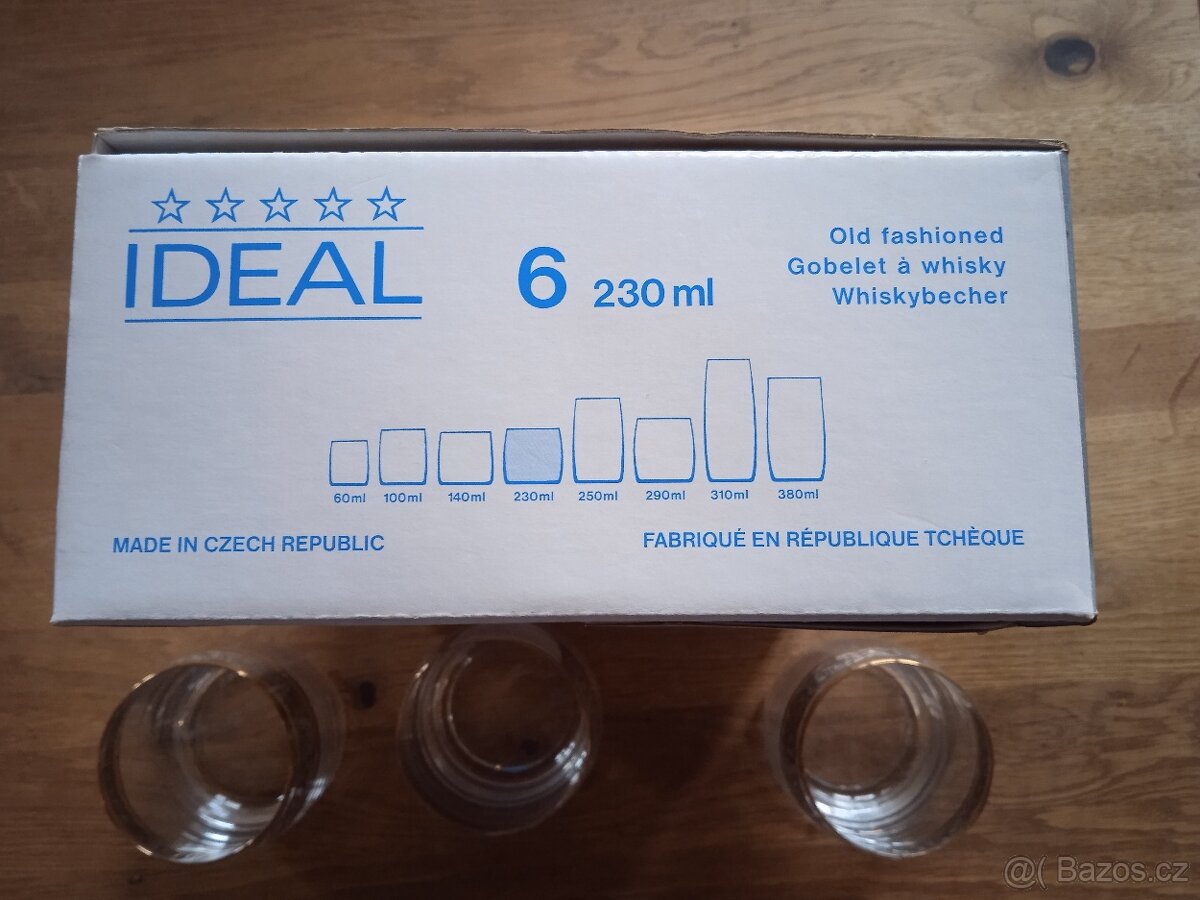 IDEAL
6 230 ml
Old fashioned
Gobelet à whisky
Whiskybecher
60ml 100ml 140ml 230ml 250ml 290ml 310ml 380ml
MADE IN CZECH REPUBLIC
FABRIQUÉ EN RÉPUBLIQUE TCHÈQUE
@( Bazos.cz